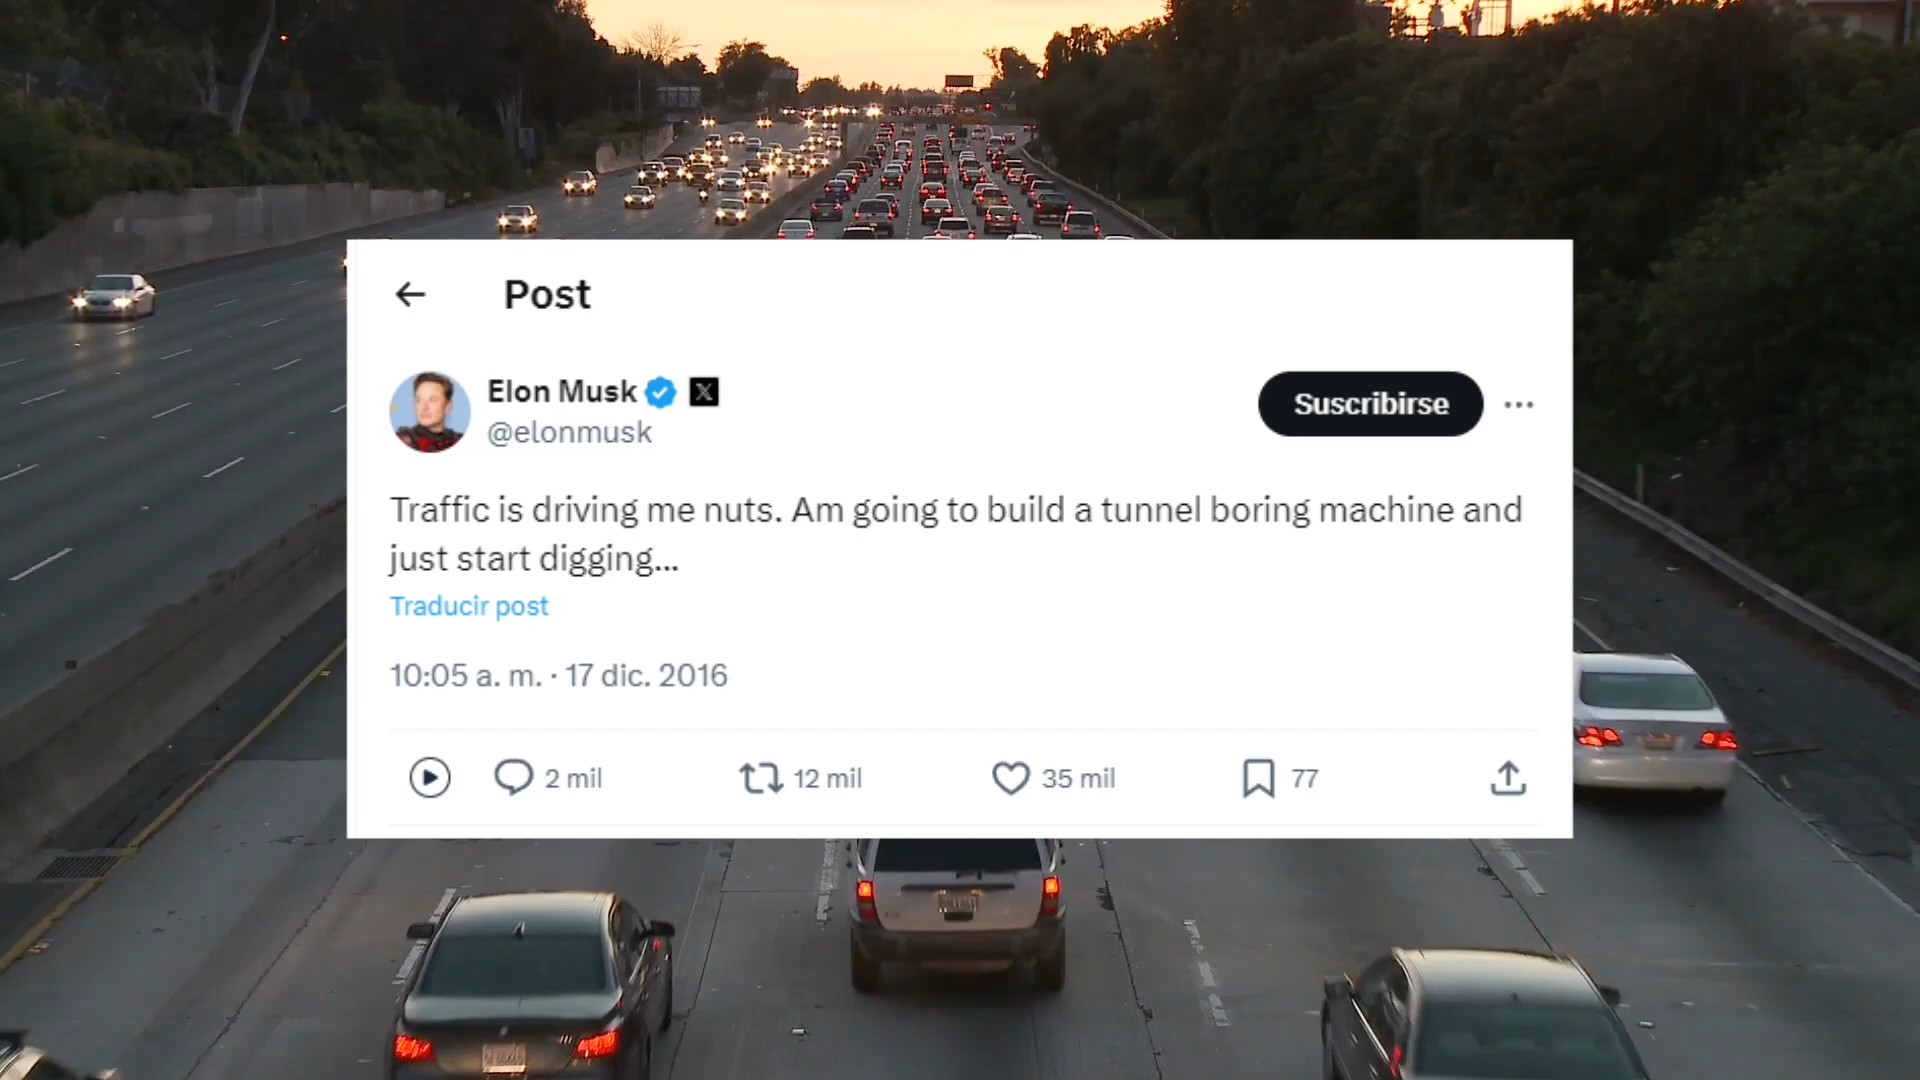 Post
Elon Musk
@elonmusk
Suscribirse
Traffic is driving me nuts. Am going to build a tunnel boring machine and
just start digging...
Traducir post
10:05 a. m. · 17 dic. 2016
2 mil 12 mil 35 mil 77